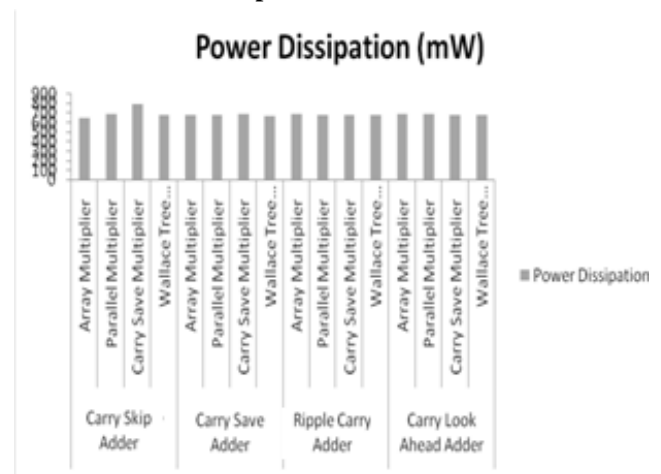 Power Dissipation (mW)
900
0
Power Dissipation
Array Multiplier
Parallel Multiplier
Carry Save Multiplier
Wallace Tree...
Array Multiplier
Parallel Multiplier
Carry Save Multiplier
Wallace Tree...
Array Multiplier
Parallel Multiplier
Carry Save Multiplier
Wallace Tree...
Array Multiplier
Parallel Multiplier
Carry Save Multiplier
Wallace Tree...
Carry Skip
Adder
Carry Save
Adder
Ripple Carry
Adder
Carry Look
Ahead Adder